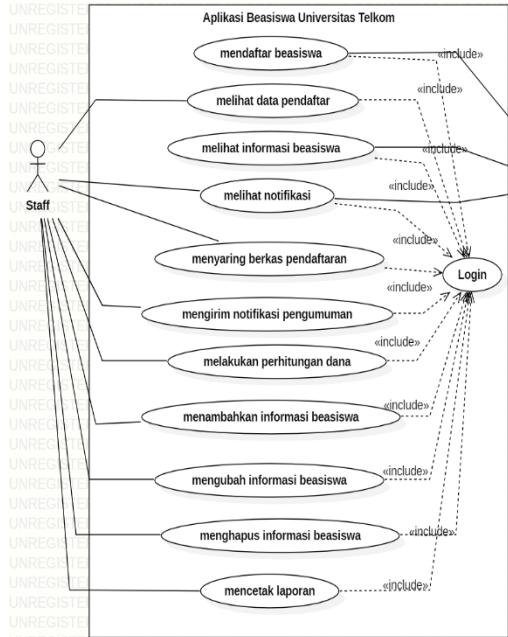 Aplikasi Beasiswa Universitas Telkom
mendaftar beasiswa
«include»
melihat data pendaftar
«include»
melihat informasi beasiswa
«include»
Staff
melihat notifikasi
«include»
«include»
menyaring berkas pendaftaran
Login
«include»
mengirim notifikasi pengumuman
«include»
melakukan perhitungan dana
«include»
menambahkan informasi beasiswa
«include»
mengubah informasi beasiswa
«include»
menghapus informasi beasiswa
«include»
mencetak laporan
«include»